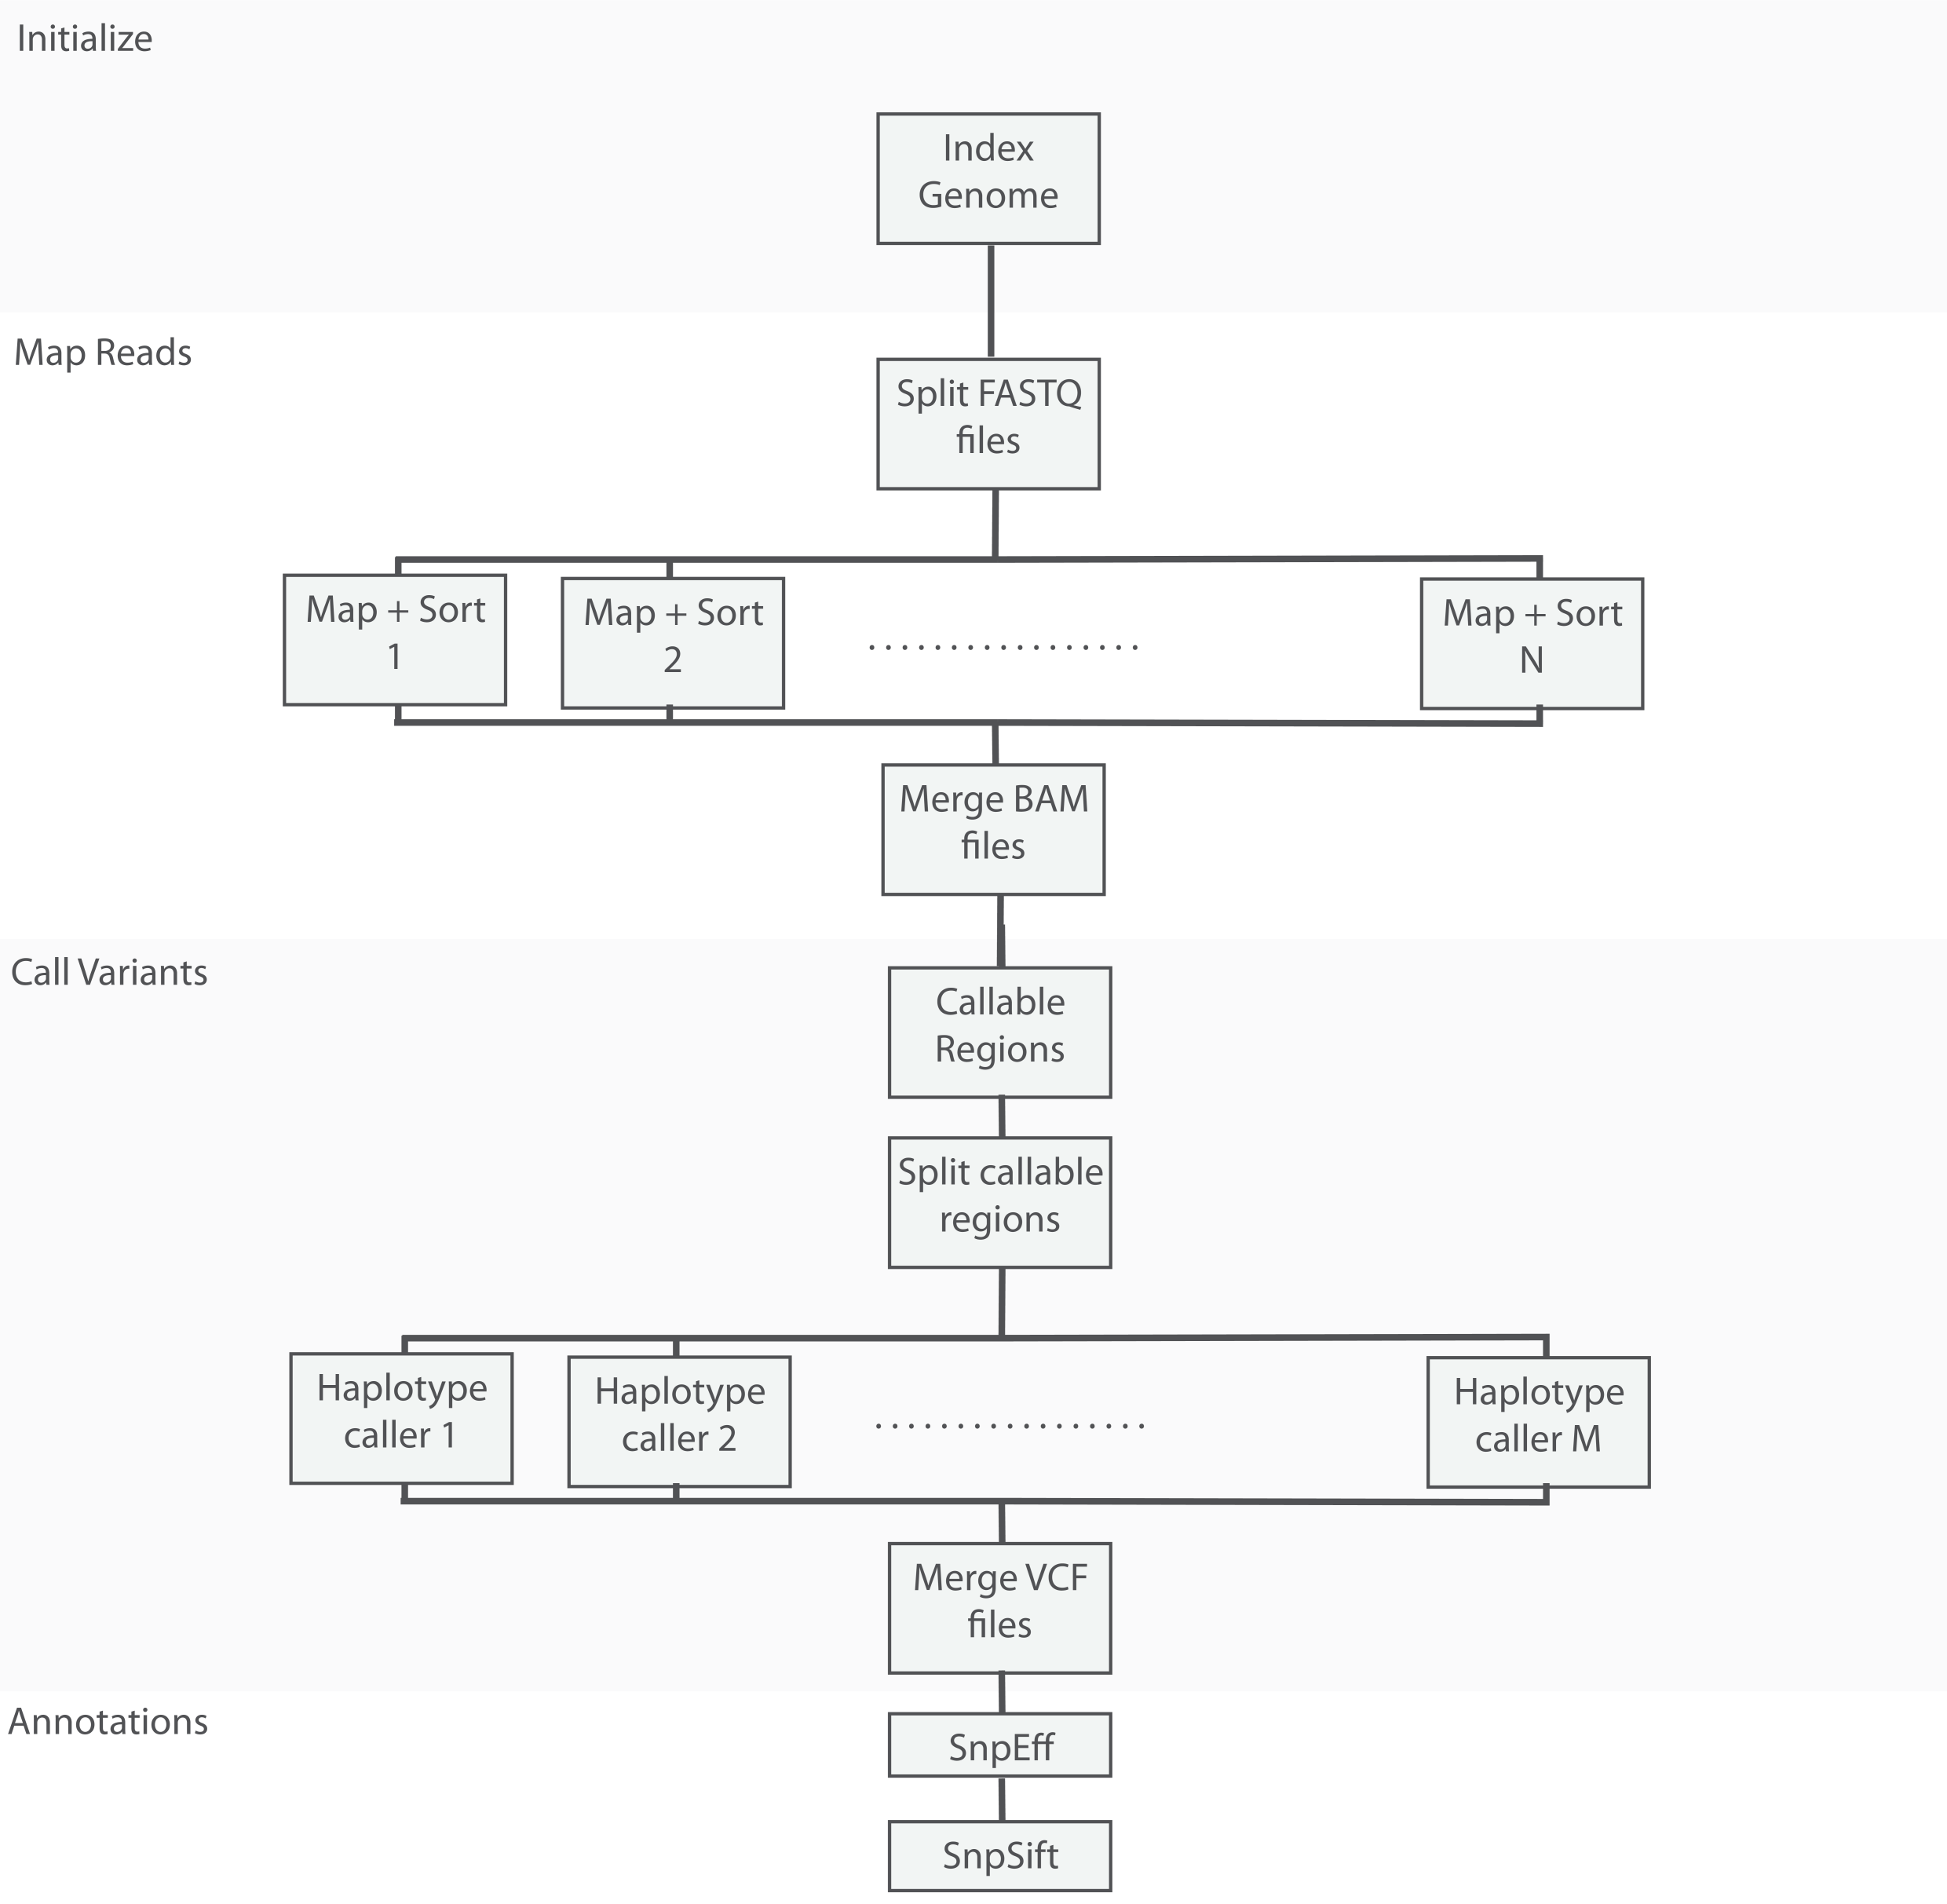 Initialize
Index
Genome
Map Reads
Split FASTQ
files
Map + Sort
1
Map + Sort
2
................
Map + Sort
N
Merge BAM
files
Call Variants
Callable
Regions
Split callable
regions
Haplotype
caller 1
Haplotype
caller 2
................
Haplotype
caller M
Merge VCF
files
Annotations
SnpEff
SnpSift